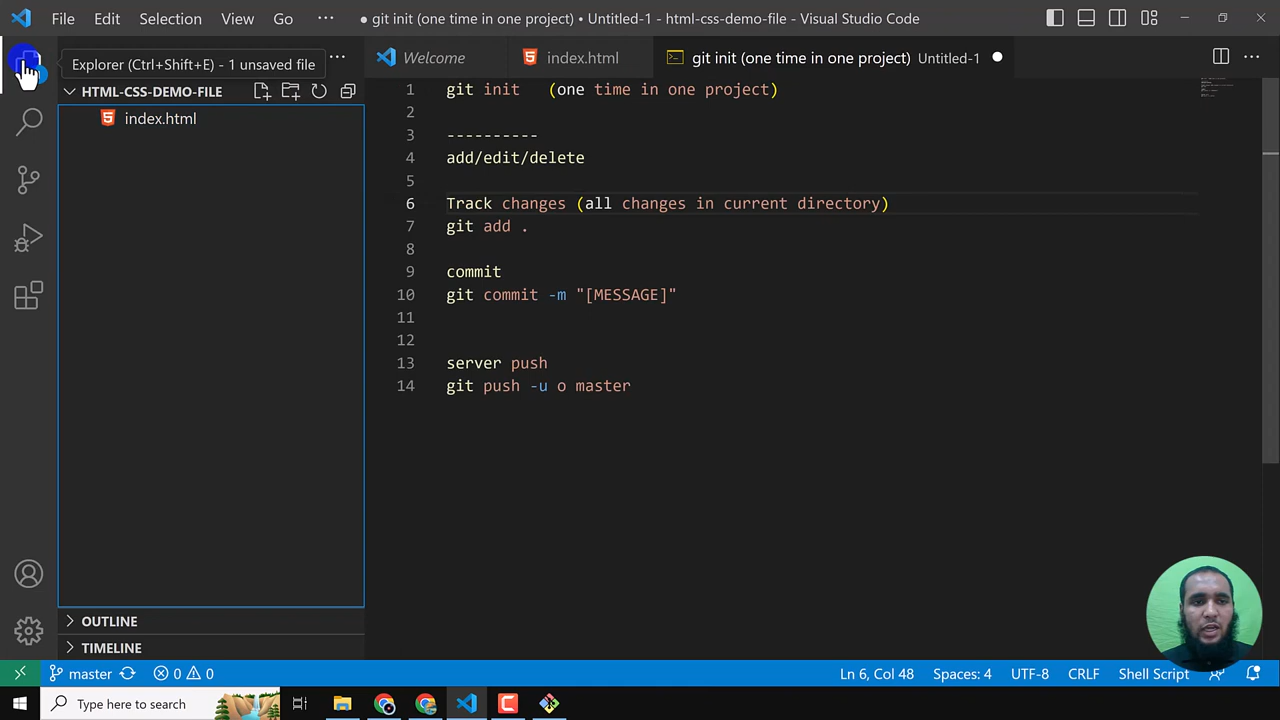 File Edit Selection View Go ··· ● git init (one time in one project) • Untitled-1 - html-css-demo-file - Visual Studio Code
Explorer (Ctrl+Shift+E) - 1 unsaved file
Welcome index.html git init (one time in one project) Untitled-1
HTML-CSS-DEMO-FILE
index.html
1 git init (one time in one project)
2
3 ----------
4 add/edit/delete
5
6 Track changes (all changes in current directory)
7 git add .
8
9 commit
10 git commit -m "[MESSAGE]"
11
12
13 server push
14 git push -u o master
OUTLINE
TIMELINE
master 0 0 Ln 6, Col 48 Spaces: 4 UTF-8 CRLF Shell Script
Type here to search